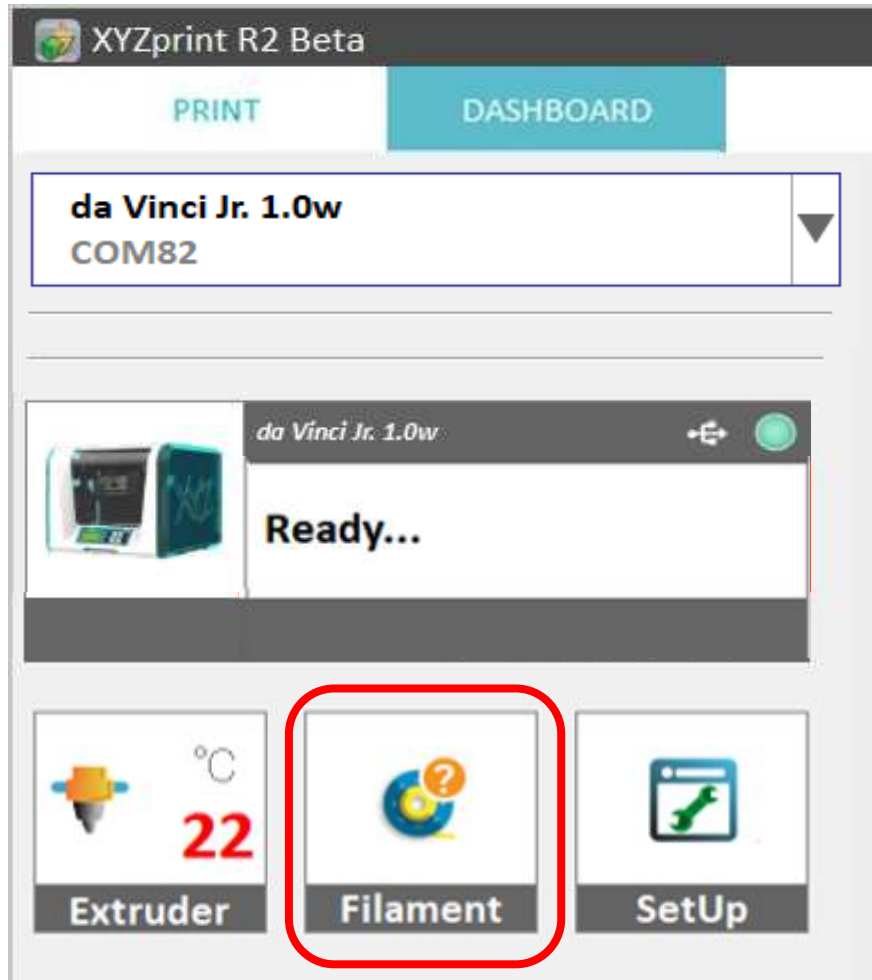 XYZprint R2 Beta
PRINT DASHBOARD
da Vinci Jr. 1.0w
COM82
da Vinci Jr. 1.0w
Ready...
°C
22
?
Extruder Filament SetUp